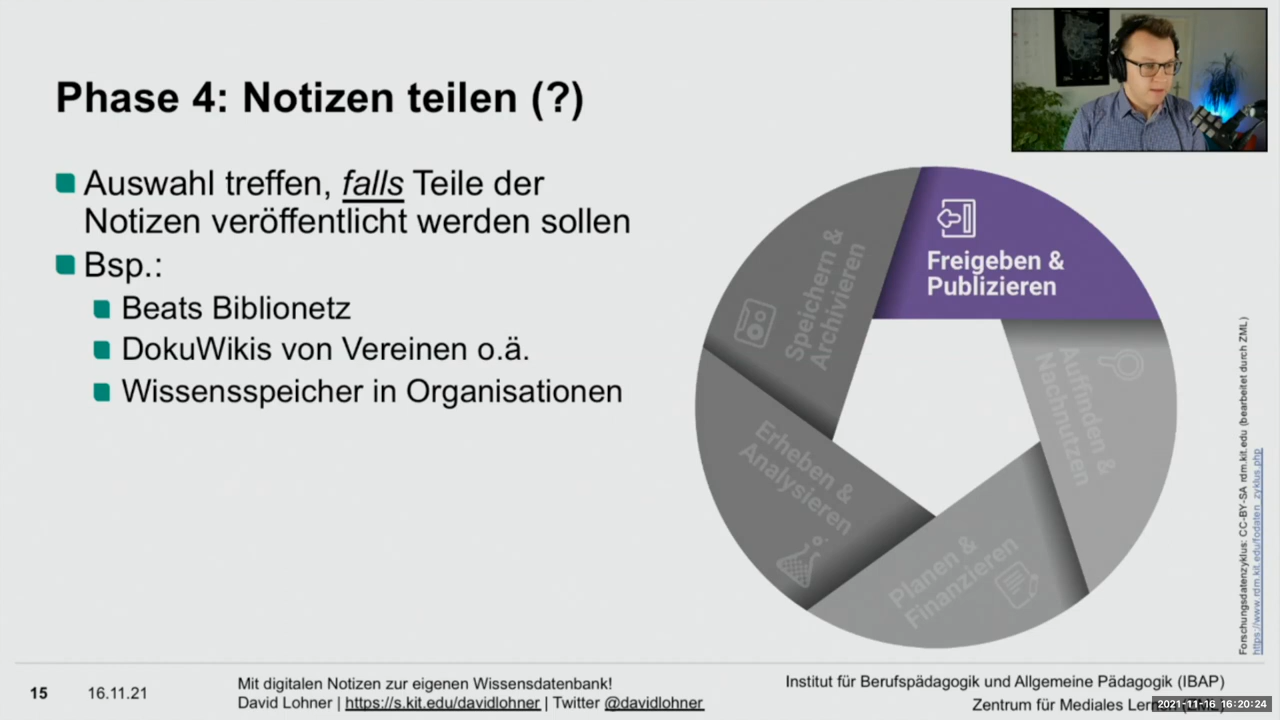 Phase 4: Notizen teilen (?)
Auswahl treffen, falls Teile der
Notizen veröffentlicht werden sollen
Bsp.:
Beats Biblionetz
DokuWikis von Vereinen o.ä.
Wissensspeicher in Organisationen
Freigeben &
Publizieren
Auffinden &
Nachnutzen
Planen &
Finanzieren
Erheben &
Analysieren
Speichern &
Archivieren
Forschungsdatenzyklus: CC-BY-SA rdm.kit.edu (bearbeitet durch ZML)
https://www.rdm.kit.edu/fodaten_zyklus.php
15
16.11.21
Mit digitalen Notizen zur eigenen Wissensdatenbank!
David Lohner | https://s.kit.edu/davidlohner | Twitter @davidlohner
Institut für Berufspädagogik und Allgemeine Pädagogik (IBAP)
Zentrum für Mediales Lernen (ZML)
2021-11-16 16:20:24